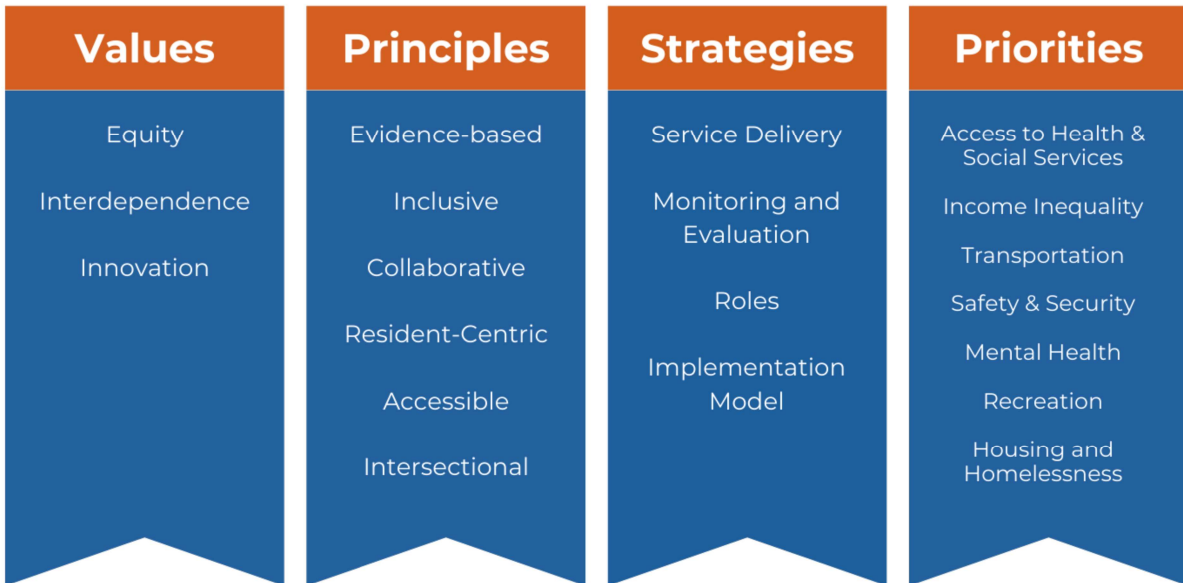 Values
Equity
Interdependence
Innovation
Principles
Evidence-based
Inclusive
Collaborative
Resident-Centric
Accessible
Intersectional
Strategies
Service Delivery
Monitoring and
Evaluation
Roles
Implementation
Model
Priorities
Access to Health &
Social Services
Income Inequality
Transportation
Safety & Security
Mental Health
Recreation
Housing and
Homelessness